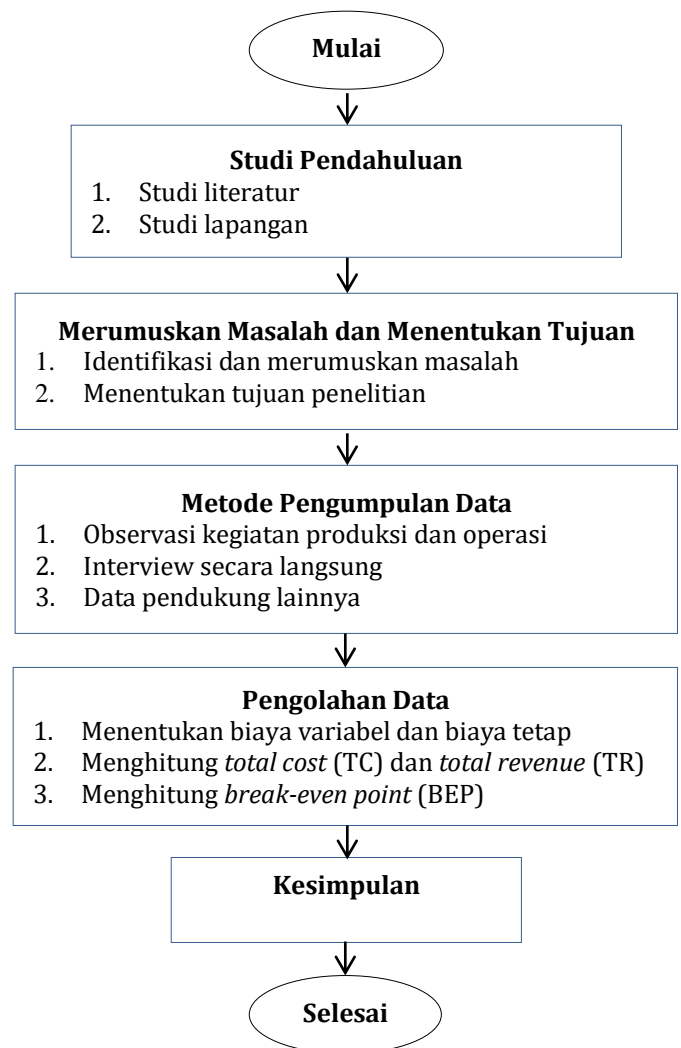 Mulai
Studi Pendahuluan
1. Studi literatur
2. Studi lapangan
Merumuskan Masalah dan Menentukan Tujuan
1. Identifikasi dan merumuskan masalah
2. Menentukan tujuan penelitian
Metode Pengumpulan Data
1. Observasi kegiatan produksi dan operasi
2. Interview secara langsung
3. Data pendukung lainnya
Pengolahan Data
1. Menentukan biaya variabel dan biaya tetap
2. Menghitung total cost (TC) dan total revenue (TR)
3. Menghitung break-even point (BEP)
Kesimpulan
Selesai